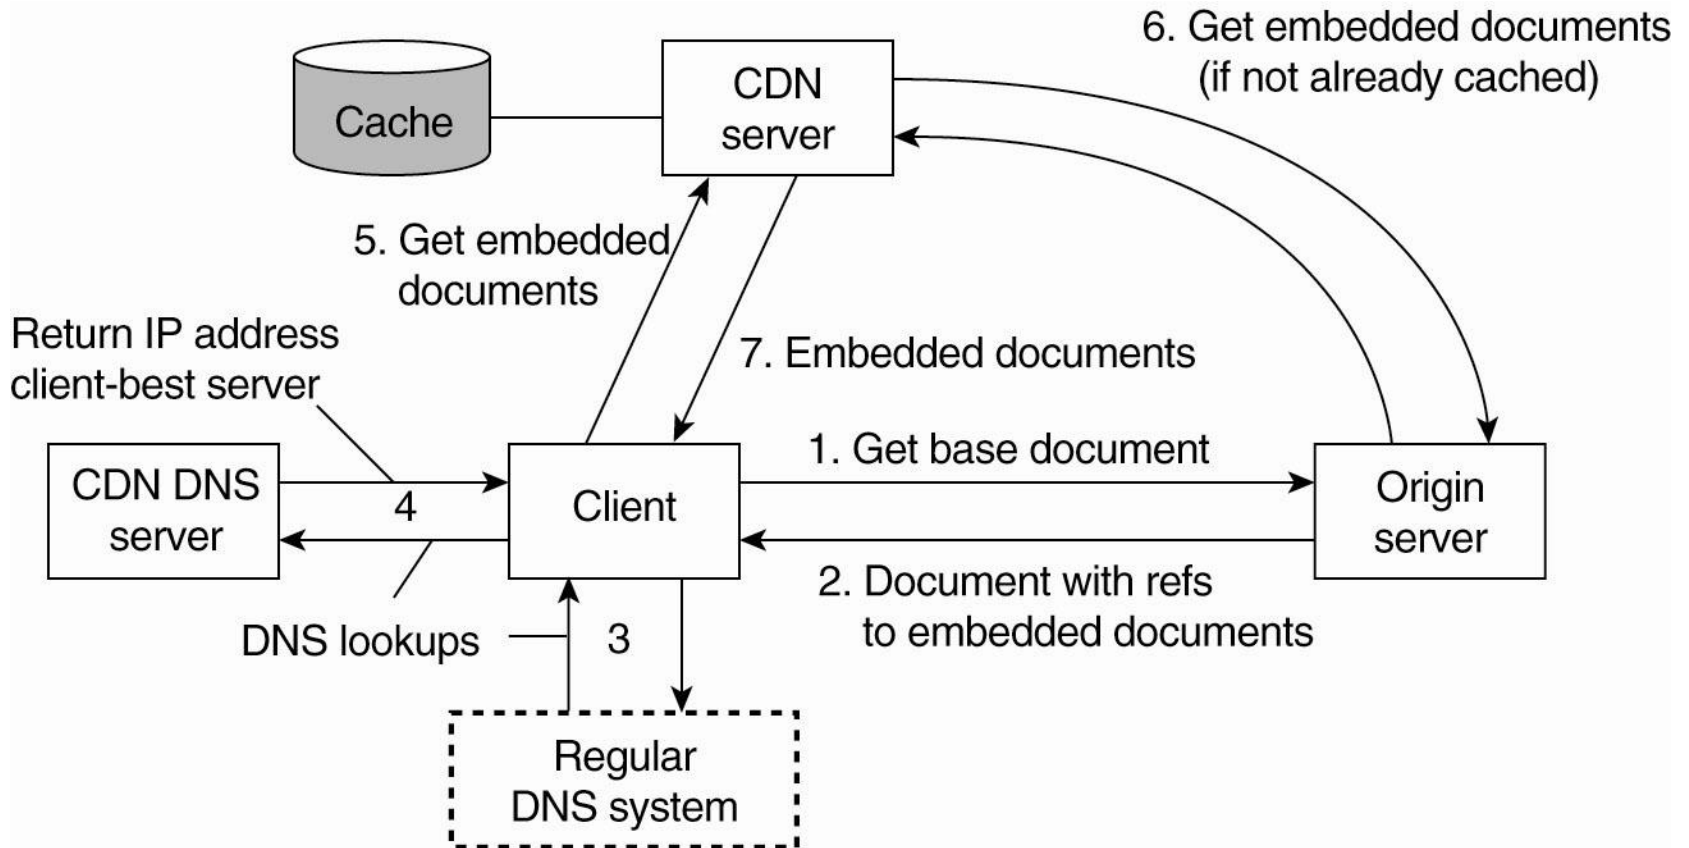 6. Get embedded documents
(if not already cached)
CDN
server
Cache
5. Get embedded
documents
Return IP address
client-best server
7. Embedded documents
1. Get base document
CDN DNS
server
4
Client
Origin
server
2. Document with refs
to embedded documents
DNS lookups
3
Regular
DNS system